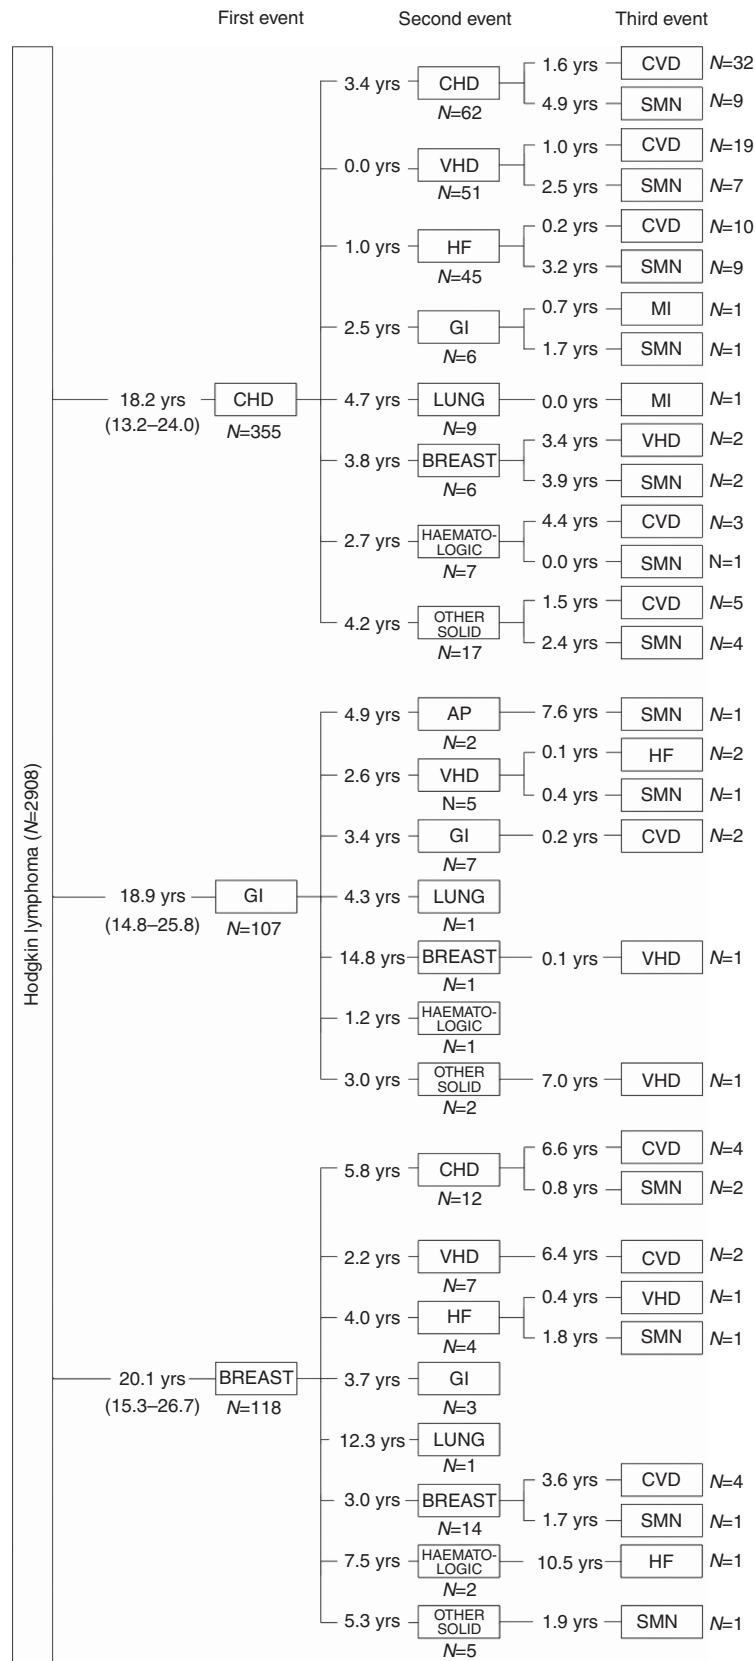 First event Second event Third event
Hodgkin lymphoma (N=2908)
18.2 yrs
(13.2–24.0)
CHD
N=355
3.4 yrs CHD
N=62
1.6 yrs CVD N=32
4.9 yrs SMN N=9
0.0 yrs VHD
N=51
1.0 yrs CVD N=19
2.5 yrs SMN N=7
1.0 yrs HF
N=45
0.2 yrs CVD N=10
3.2 yrs SMN N=9
2.5 yrs GI
N=6
0.7 yrs MI N=1
1.7 yrs SMN N=1
4.7 yrs LUNG
N=9
0.0 yrs MI N=1
3.8 yrs BREAST
N=6
3.4 yrs VHD N=2
3.9 yrs SMN N=2
2.7 yrs HAEMATO-
LOGIC
N=7
4.4 yrs CVD N=3
0.0 yrs SMN N=1
4.2 yrs OTHER
SOLID
N=17
1.5 yrs CVD N=5
2.4 yrs SMN N=4
18.9 yrs
(14.8–25.8)
GI
N=107
4.9 yrs AP
N=2
7.6 yrs SMN N=1
2.6 yrs VHD
N=5
0.1 yrs HF N=2
0.4 yrs SMN N=1
3.4 yrs GI
N=7
0.2 yrs CVD N=2
4.3 yrs LUNG
N=1
14.8 yrs BREAST
N=1
0.1 yrs VHD N=1
1.2 yrs HAEMATO-
LOGIC
N=1
3.0 yrs OTHER
SOLID
N=2
7.0 yrs VHD N=1
20.1 yrs
(15.3–26.7)
BREAST
N=118
5.8 yrs CHD
N=12
6.6 yrs CVD N=4
0.8 yrs SMN N=2
2.2 yrs VHD
N=7
6.4 yrs CVD N=2
4.0 yrs HF
N=4
0.4 yrs VHD N=1
1.8 yrs SMN N=1
3.7 yrs GI
N=3
12.3 yrs LUNG
N=1
3.0 yrs BREAST
N=14
3.6 yrs CVD N=4
1.7 yrs SMN N=1
7.5 yrs HAEMATO-
LOGIC
N=2
10.5 yrs HF N=1
5.3 yrs OTHER
SOLID
N=5
1.9 yrs SMN N=1